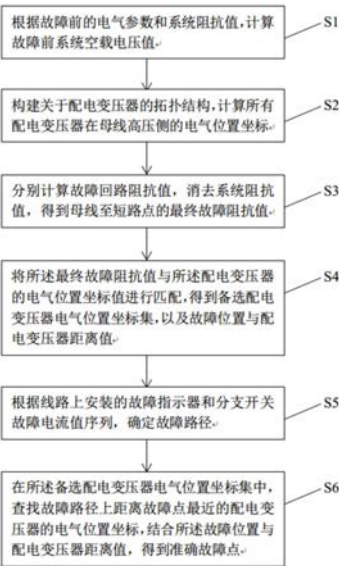 根据故障前的电气参数和系统阻抗值，计算
故障前系统空载电压值
S1
构建关于配电变压器的拓扑结构，计算所有
配电变压器在母线高压侧的电气位置坐标
S2
分别计算故障回路阻抗值，消去系统阻抗
值，得到母线至短路点的最终故障阻抗值
S3
将所述最终故障阻抗值与所述配电变压器
的电气位置坐标值进行匹配，得到备选配电
变压器电气位置坐标集，以及故障位置与配
电变压器距离值
S4
根据线路上安装的故障指示器和分支开关
故障电流值序列，确定故障路径
S5
在所述备选配电变压器电气位置坐标集中，
查找故障路径上距离故障点最近的配电变
压器的电气位置坐标，结合所述故障位置与
配电变压器距离值，得到准确故障点
S6